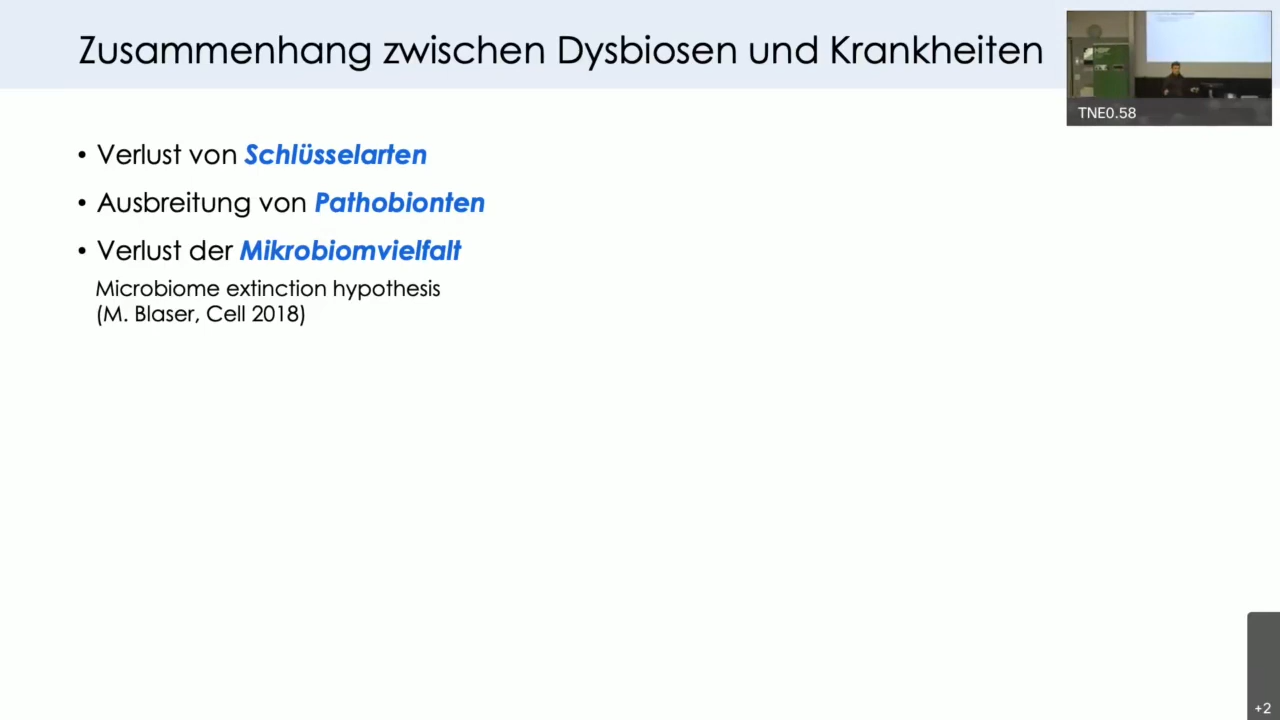 Zusammenhang zwischen Dysbiosen und Krankheiten
TNE0.58
• Verlust von Schlüsselarten
• Ausbreitung von Pathobionten
• Verlust der Mikrobiomvielfalt
Microbiome extinction hypothesis
(M. Blaser, Cell 2018)
+2